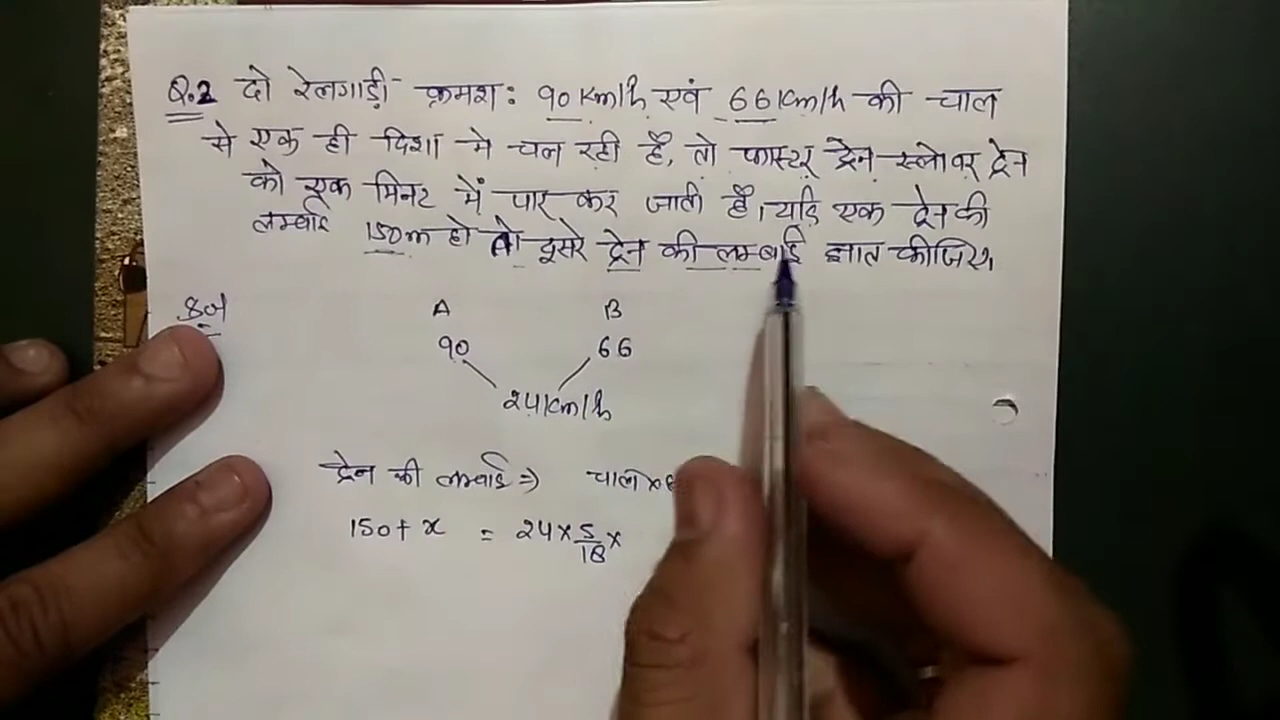 Q.2 दो रेलगाड़ी क्रमश: 90 Km/h एवं 66 Km/h की चाल
से एक ही दिशा मे चल रही है, तो फास्टर ट्रेन स्लोवर ट्रेन
को एक मिनट में पार कर जाती है। यदि एक ट्रेन की
लम्बाई 150m हो तो दूसरे ट्रेन की लम्बाई ज्ञात कीजिए।
Sol
A B
90 66
24 Km/h
ट्रेन की लम्बाई ⇒ चाल ×
150 + x = 24 × 5/18 ×